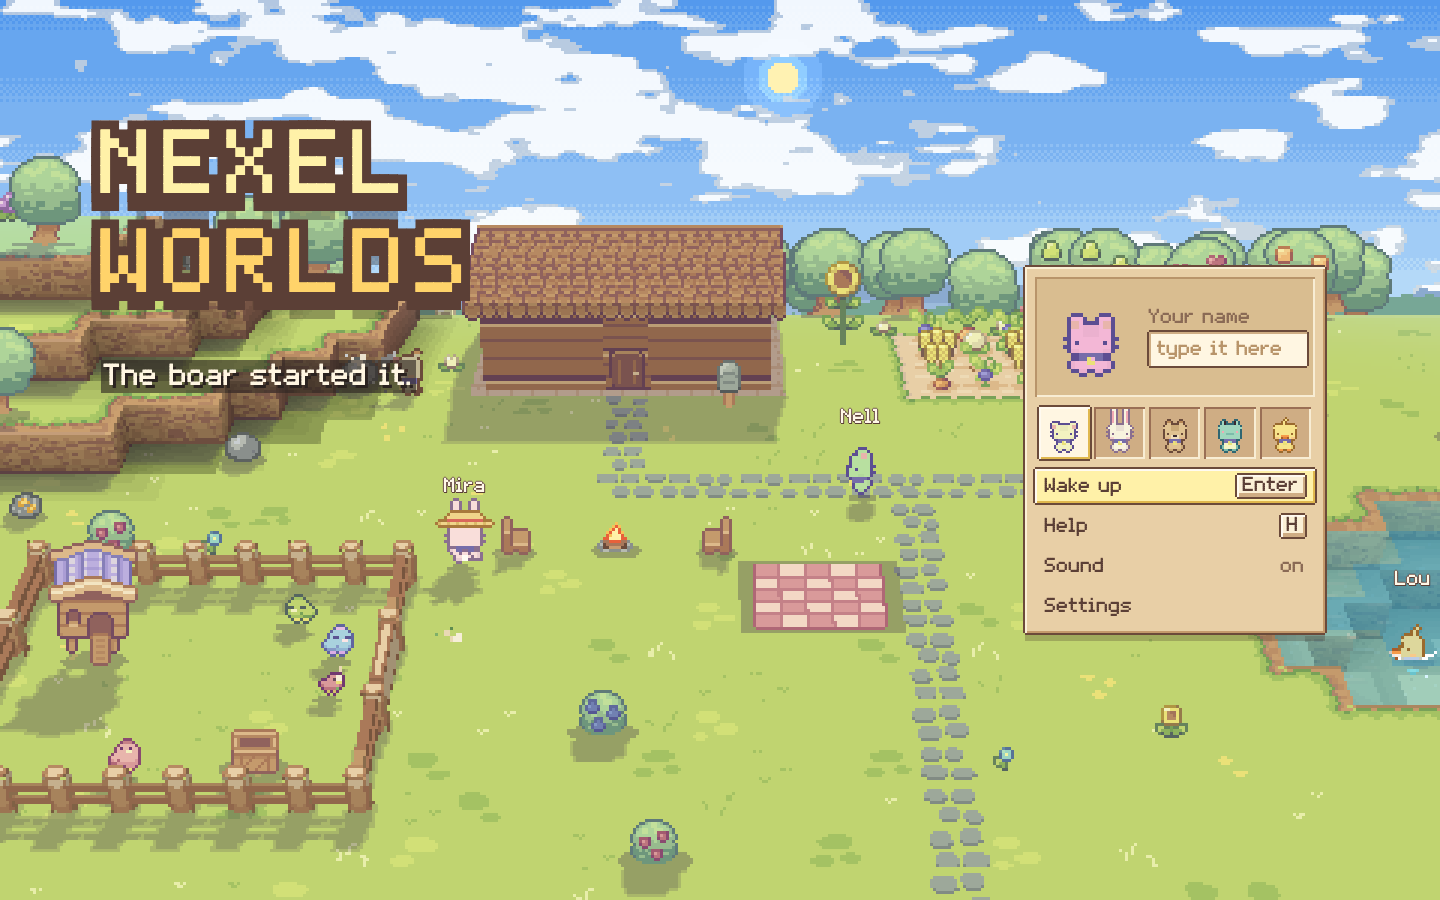 NEXEL
WORLDS
The boar started it.
Your name
type it here
Nell
Mira
Wake up Enter
Help H
Sound on
Settings
Lou